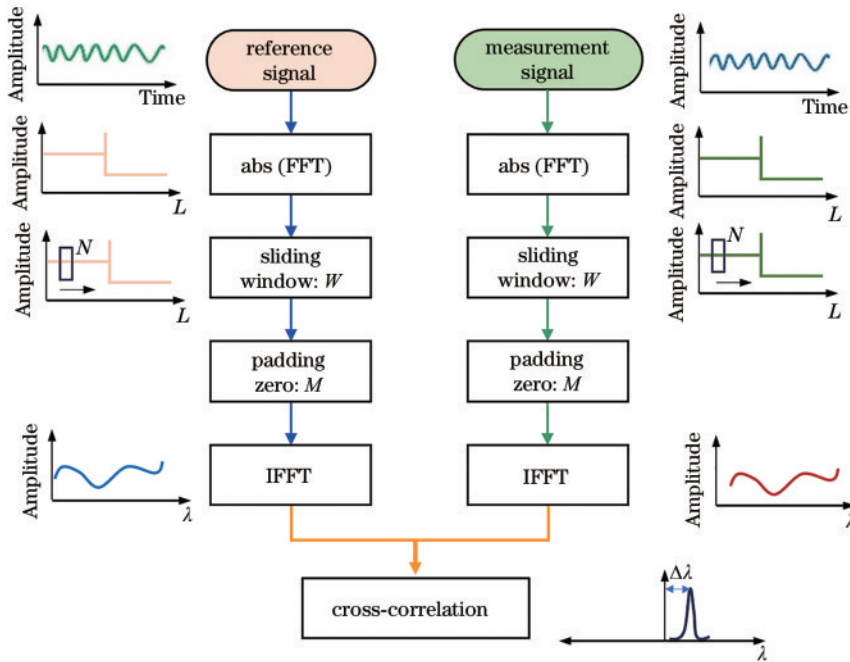 Amplitude
Time
reference
signal
measurement
signal
Amplitude
Time
Amplitude
L
abs (FFT)
abs (FFT)
Amplitude
L
Amplitude
N
L
sliding
window: W
sliding
window: W
Amplitude
N
L
padding
zero: M
padding
zero: M
Amplitude
λ
IFFT
IFFT
Amplitude
λ
cross-correlation
Δλ
λ